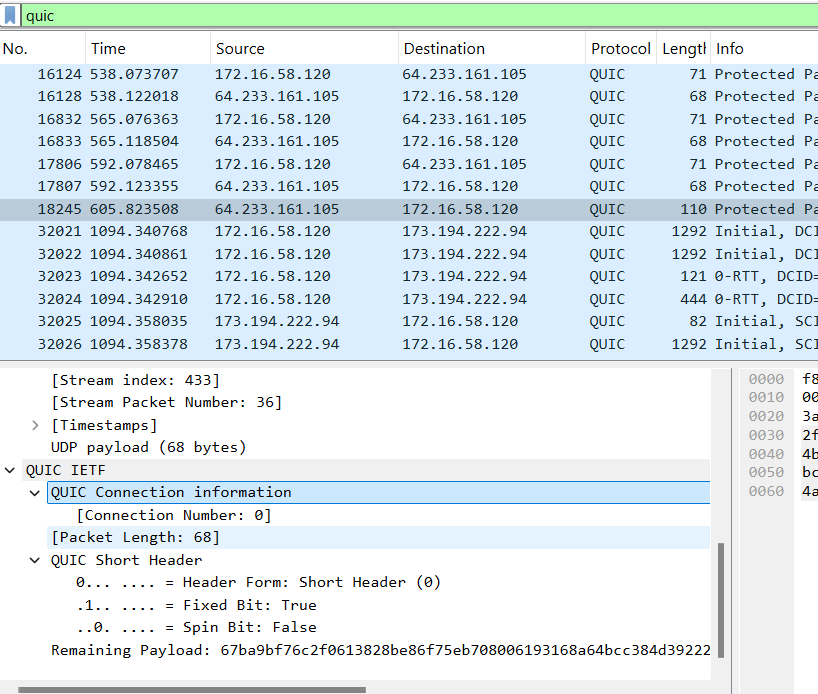 quic
No. Time Source Destination Protocol Length Info
16124 538.073707 172.16.58.120 64.233.161.105 QUIC 71 Protected Pa
16128 538.122018 64.233.161.105 172.16.58.120 QUIC 68 Protected Pa
16832 565.076363 172.16.58.120 64.233.161.105 QUIC 71 Protected Pa
16833 565.118504 64.233.161.105 172.16.58.120 QUIC 68 Protected Pa
17806 592.078465 172.16.58.120 64.233.161.105 QUIC 71 Protected Pa
17807 592.123355 64.233.161.105 172.16.58.120 QUIC 68 Protected Pa
18245 605.823508 64.233.161.105 172.16.58.120 QUIC 110 Protected Pa
32021 1094.340768 172.16.58.120 173.194.222.94 QUIC 1292 Initial, DCI
32022 1094.340861 172.16.58.120 173.194.222.94 QUIC 1292 Initial, DCI
32023 1094.342652 172.16.58.120 173.194.222.94 QUIC 121 0-RTT, DCID=
32024 1094.342910 172.16.58.120 173.194.222.94 QUIC 444 0-RTT, DCID=
32025 1094.358035 173.194.222.94 172.16.58.120 QUIC 82 Initial, SCI
32026 1094.358378 173.194.222.94 172.16.58.120 QUIC 1292 Initial, SCI
[Stream index: 433]
[Stream Packet Number: 36]
[Timestamps]
UDP payload (68 bytes)
QUIC IETF
QUIC Connection information
[Connection Number: 0]
[Packet Length: 68]
QUIC Short Header
0... .... = Header Form: Short Header (0)
.1.. .... = Fixed Bit: True
..0. .... = Spin Bit: False
Remaining Payload: 67ba9bf76c2f0613828be86f75eb708006193168a64bcc384d39222
0000 f8
0010 00
0020 3a
0030 2f
0040 4b
0050 bc
0060 4a